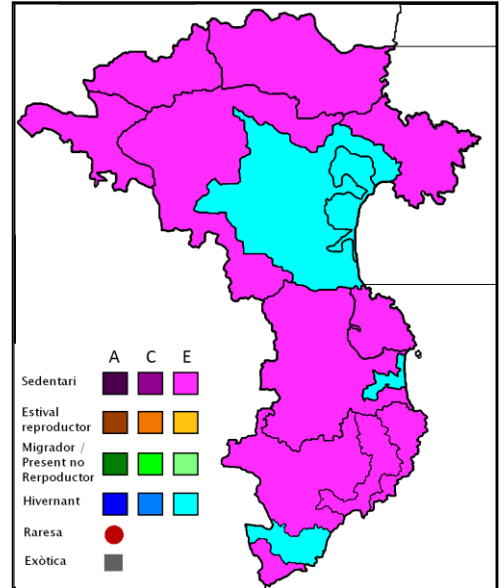 A C E
Sedentari
Estival
reproductor
Migrador /
Present no
Rerpoductor
Hivernant
Raresa
Exòtica